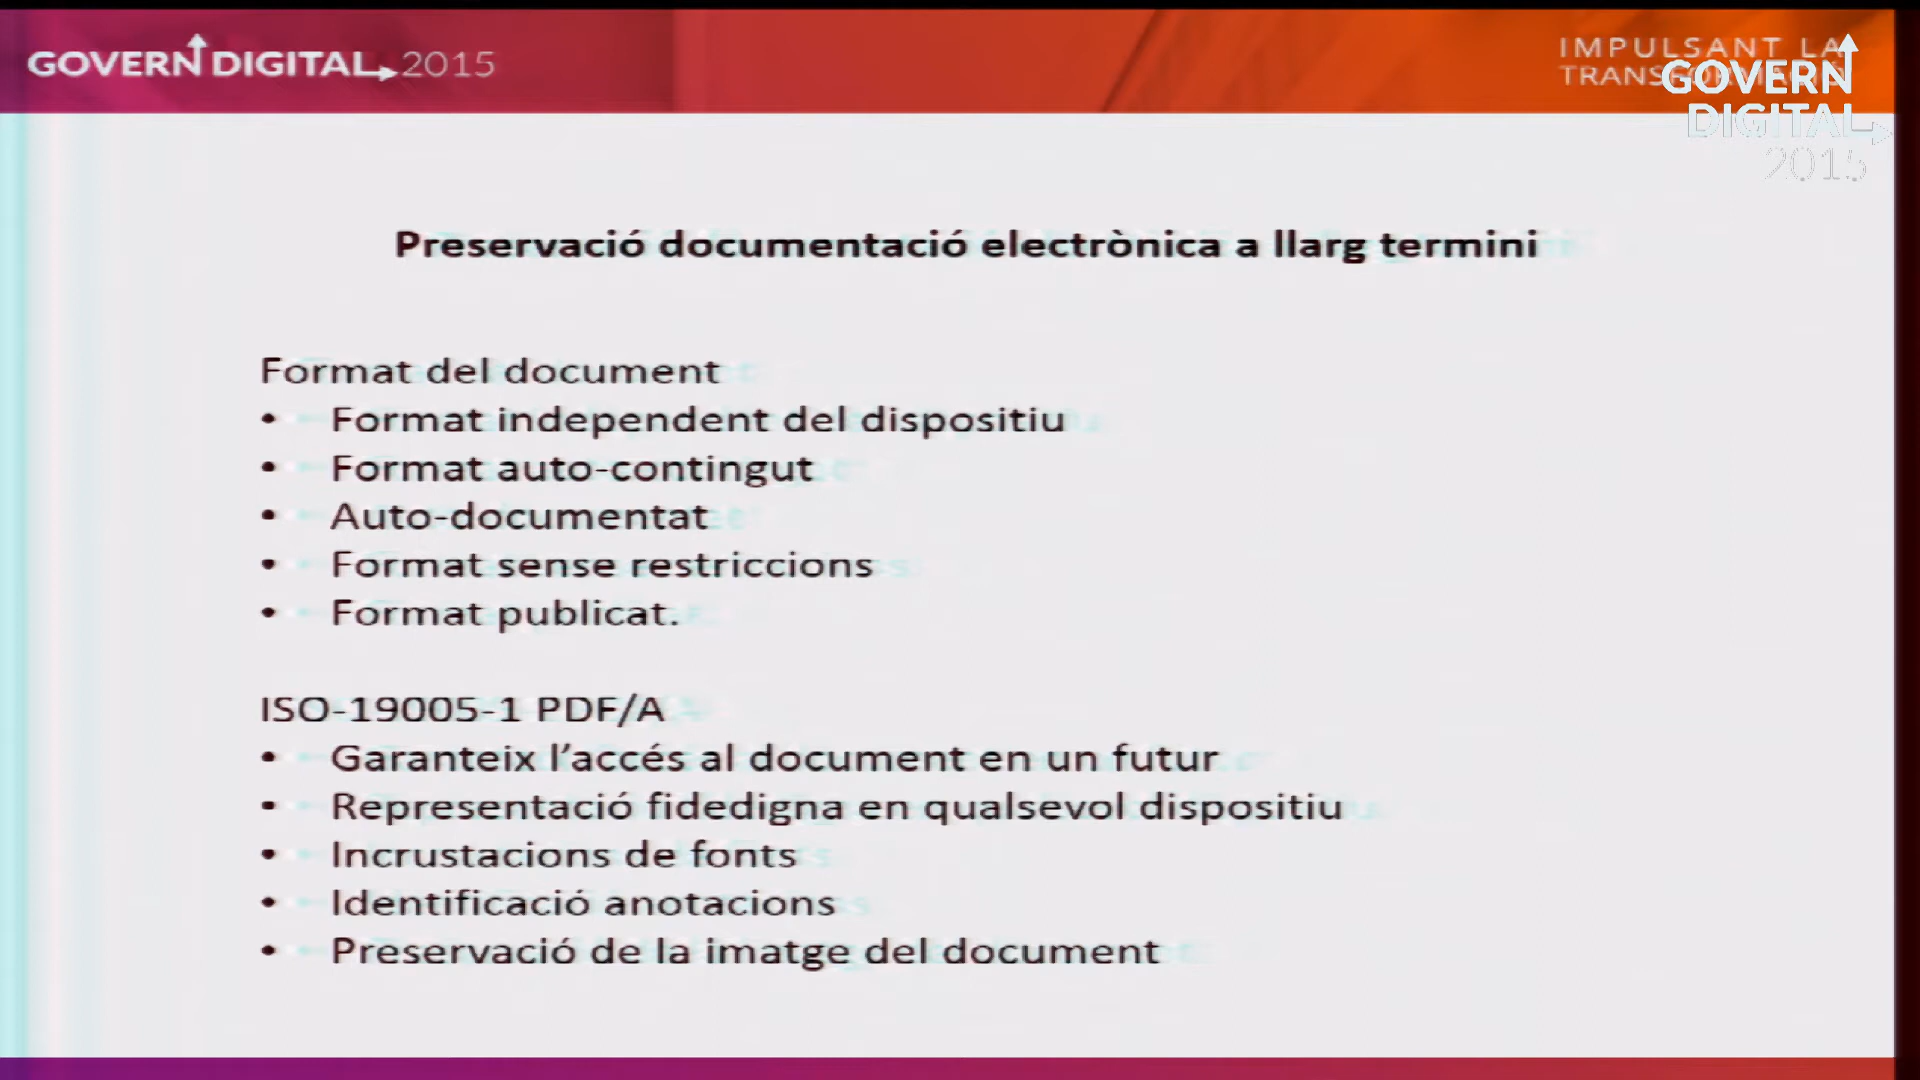 GOVERN DIGITAL 2015
IMPULSANT LA
GOVERN
DIGITAL
2015
Preservació documentació electrònica a llarg termini
Format del document
• Format independent del dispositiu
• Format auto-contingut
• Auto-documentat
• Format sense restriccions
• Format publicat.
ISO-19005-1 PDF/A
• Garanteix l’accés al document en un futur
• Representació fidedigna en qualsevol dispositiu
• Incrustacions de fonts
• Identificació anotacions
• Preservació de la imatge del document